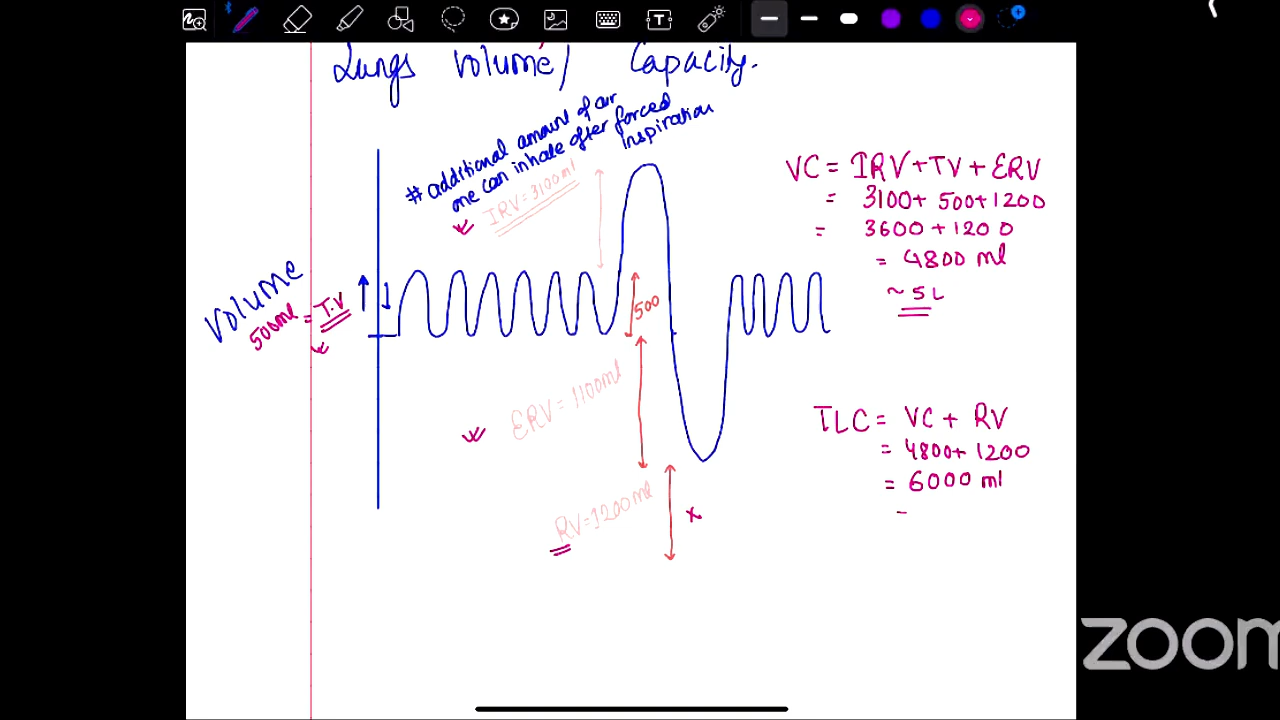 Lungs Volume/ Capacity.
# additional amount of air
one can inhale after forced
inspiration
IRV = 3100ml
VC = IRV + TV + ERV
= 3100 + 500 + 1200
= 3600 + 1200
= 4800 ml
~ 5L
Volume
500ml = T.V
500
ERV = 1100ml
TLC = VC + RV
= 4800 + 1200
= 6000 ml
RV = 1200ml
x
zoom